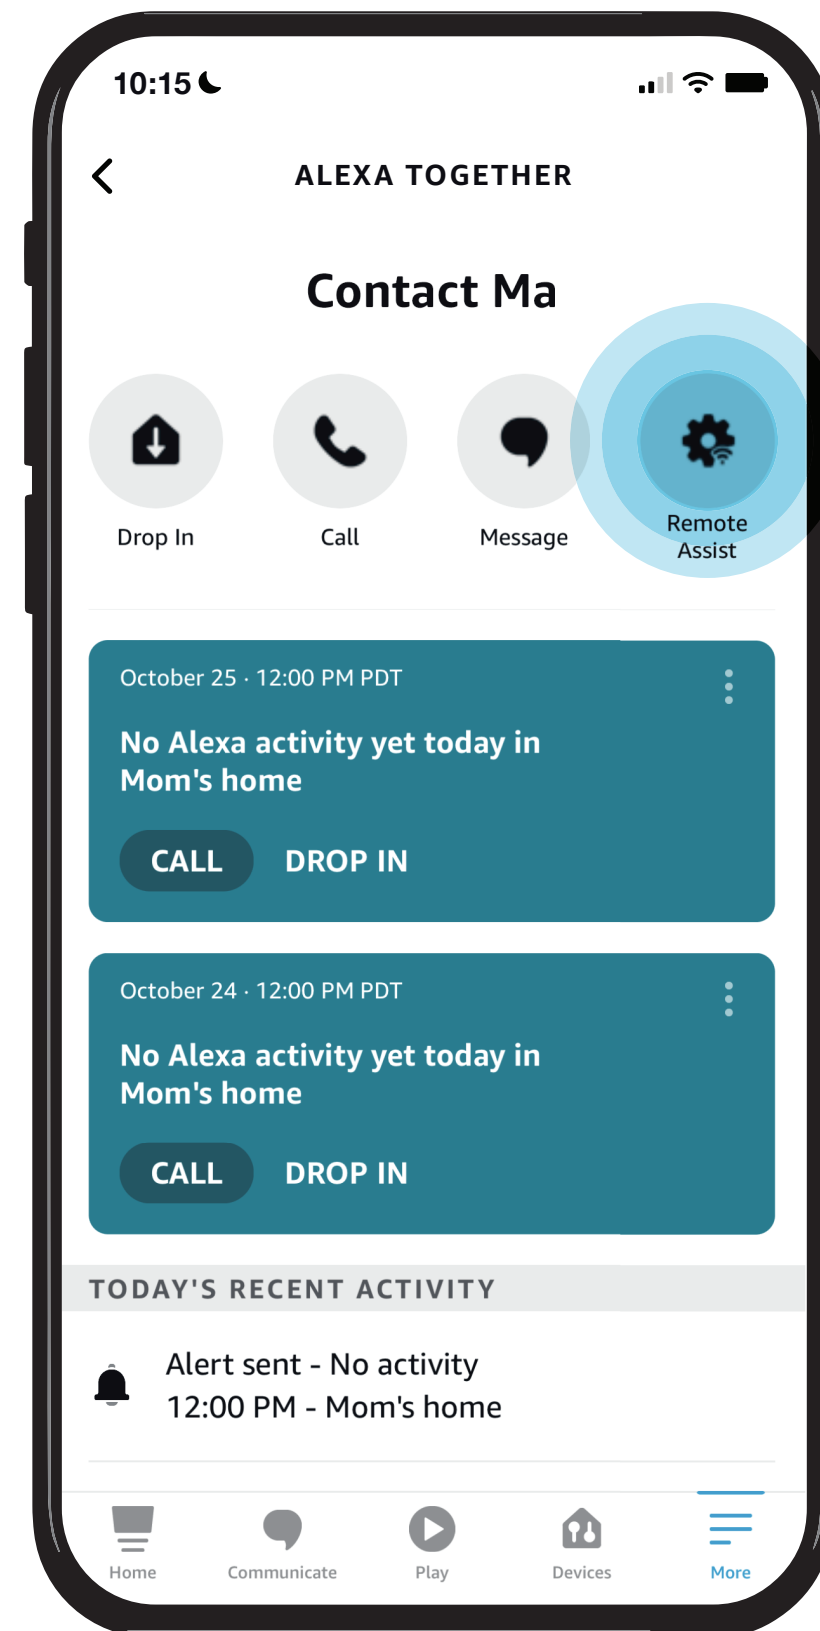 10:15
ALEXA TOGETHER
Contact Ma
Drop In
Call
Message
Remote
Assist
October 25 · 12:00 PM PDT
No Alexa activity yet today in
Mom's home
CALL DROP IN
October 24 · 12:00 PM PDT
No Alexa activity yet today in
Mom's home
CALL DROP IN
TODAY'S RECENT ACTIVITY
Alert sent - No activity
12:00 PM - Mom's home
Home Communicate Play Devices More